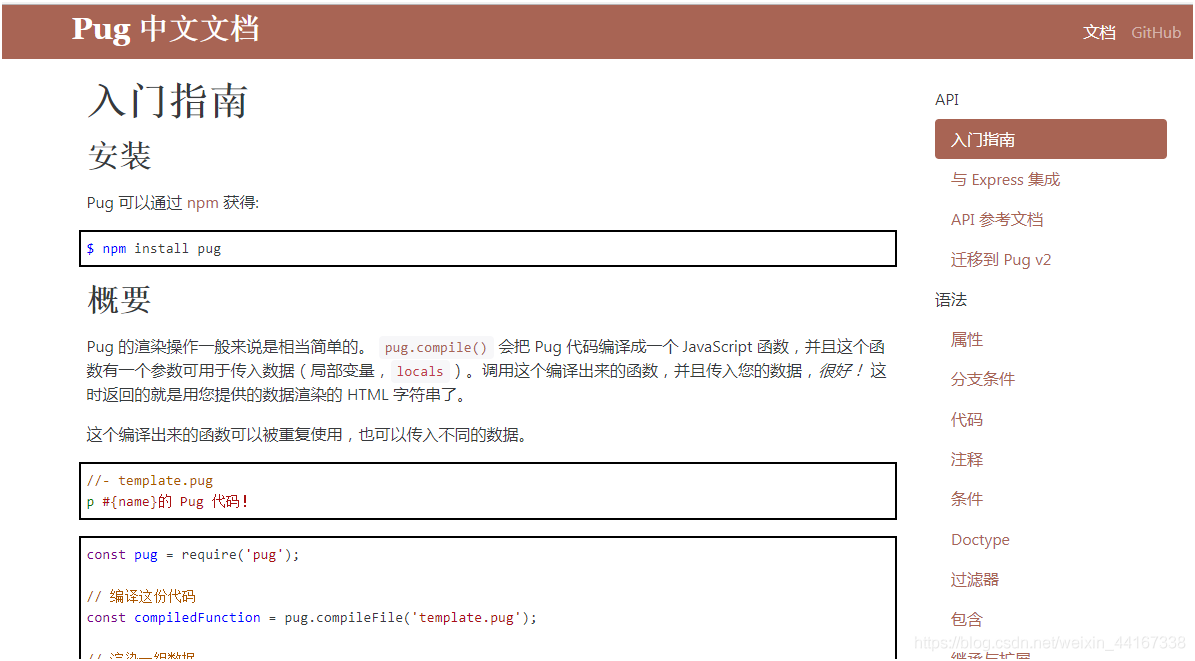 Pug 中文文档
文档 GitHub
入门指南
安装
Pug 可以通过 npm 获得:
$ npm install pug
概要
Pug 的渲染操作一般来说是相当简单的。 pug.compile() 会把 Pug 代码编译成一个 JavaScript 函数，并且这个函
数有一个参数可用于传入数据（局部变量， locals ）。调用这个编译出来的函数，并且传入您的数据，很好！ 这
时返回的就是用您提供的数据渲染的 HTML 字符串了。
这个编译出来的函数可以被重复使用，也可以传入不同的数据。
//- template.pug
p #{name}的 Pug 代码！
const pug = require('pug');
// 编译这份代码
const compiledFunction = pug.compileFile('template.pug');
// 渲染一组数据
API
入门指南
与 Express 集成
API 参考文档
迁移到 Pug v2
语法
属性
分支条件
代码
注释
条件
Doctype
过滤器
包含
继承与扩展
https://blog.csdn.net/weixin_44167338